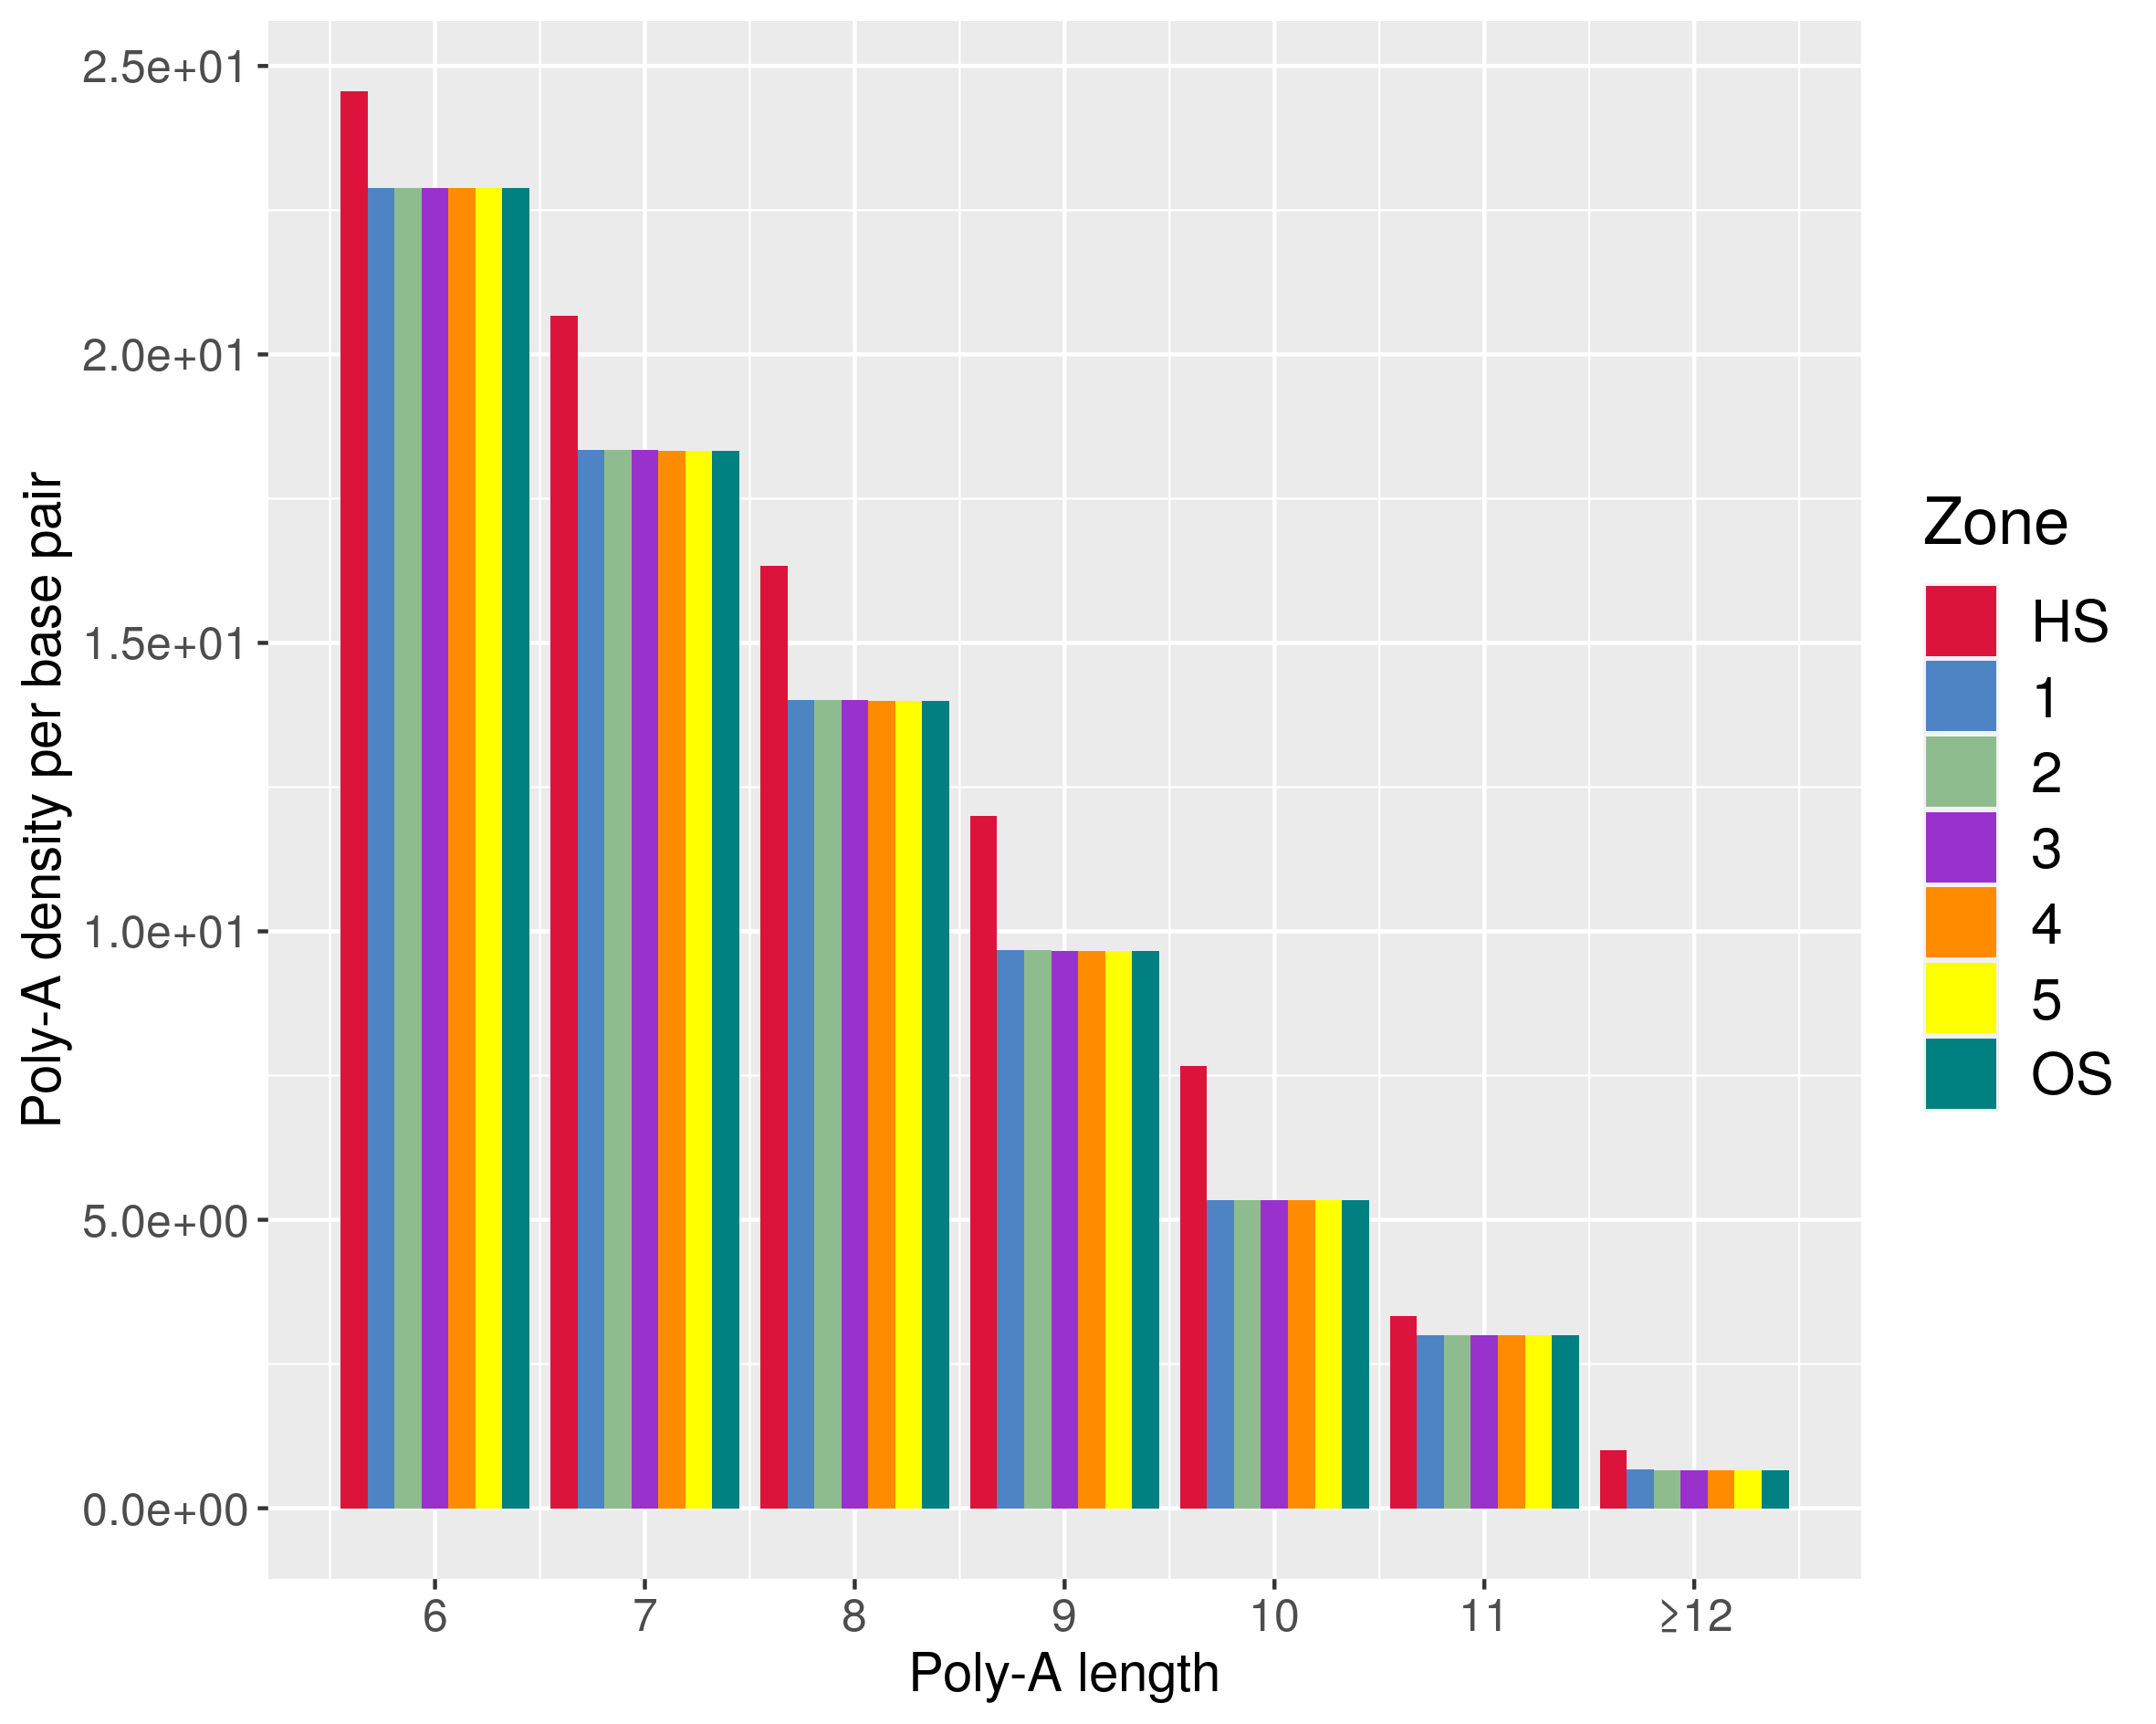 Poly-A density per base pair
2.5e+01
2.0e+01
1.5e+01
1.0e+01
5.0e+00
0.0e+00
6 7 8 9 10 11 ≥12
Poly-A length
Zone
HS
1
2
3
4
5
OS